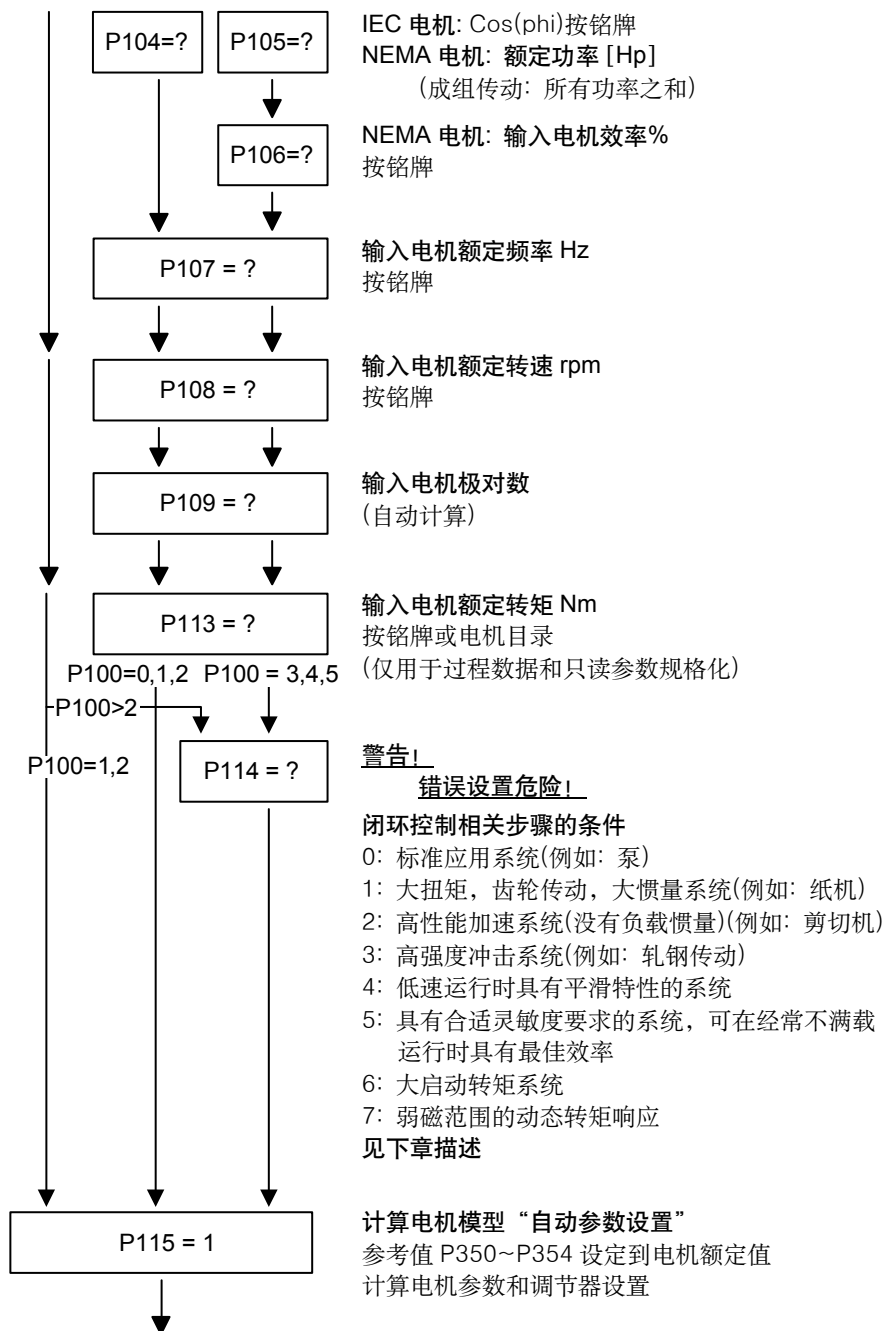 P104=? P105=? IEC 电机: Cos(phi)按铭牌
NEMA 电机: 额定功率 [Hp]
(成组传动: 所有功率之和)
P106=? NEMA 电机: 输入电机效率%
按铭牌
P107 = ? 输入电机额定频率 Hz
按铭牌
P108 = ? 输入电机额定转速 rpm
按铭牌
P109 = ? 输入电机极对数
(自动计算)
P113 = ? 输入电机额定转矩 Nm
按铭牌或电机目录
P100=0,1,2 P100 = 3,4,5 (仅用于过程数据和只读参数规格化)
P100>2
P100=1,2 P114 = ? 警告!
错误设置危险!
闭环控制相关步骤的条件
0: 标准应用系统(例如: 泵)
1: 大扭矩, 齿轮传动, 大惯量系统(例如: 纸机)
2: 高性能加速系统(没有负载惯量)(例如: 剪切机)
3: 高强度冲击系统(例如: 轧钢传动)
4: 低速运行时具有平滑特性的系统
5: 具有合适灵敏度要求的系统, 可在经常不满载
运行时具有最佳效率
6: 大启动转矩系统
7: 弱磁范围的动态转矩响应
见下章描述
P115 = 1 计算电机模型“自动参数设置”
参考值 P350~P354 设定到电机额定值
计算电机参数和调节器设置